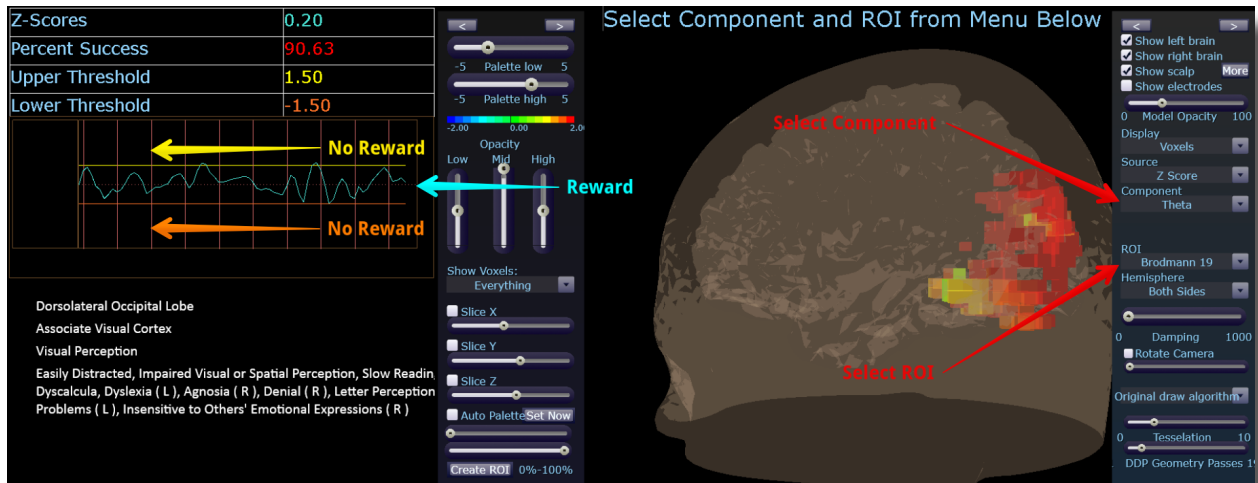 Z-Scores 0.20
Percent Success 90.63
Upper Threshold 1.50
Lower Threshold -1.50
No Reward
Reward
No Reward
Dorsolateral Occipital Lobe
Associate Visual Cortex
Visual Perception
Easily Distracted, Impaired Visual or Spatial Perception, Slow Readin
Dyscalcula, Dyslexia ( L ), Agnosia ( R ), Denial ( R ), Letter Perception
Problems ( L ), Insensitive to Others' Emotional Expressions ( R )
< >
-5 Palette low 5
-5 Palette high 5
-2.00 0.00 2.0
Opacity
Low Mid High
Show Voxels:
Everything
Slice X
Slice Y
Slice Z
Auto Palette Set Now
Create ROI 0%-100%
Select Component and ROI from Menu Below
Select Component
Select ROI
< >
Show left brain
Show right brain
Show scalp More
Show electrodes
0 Model Opacity 100
Display
Voxels
Source
Z Score
Component
Theta
ROI
Brodmann 19
Hemisphere
Both Sides
0 Damping 1000
Rotate Camera
Original draw algorithm
0 Tesselation 10
DDP Geometry Passes 1